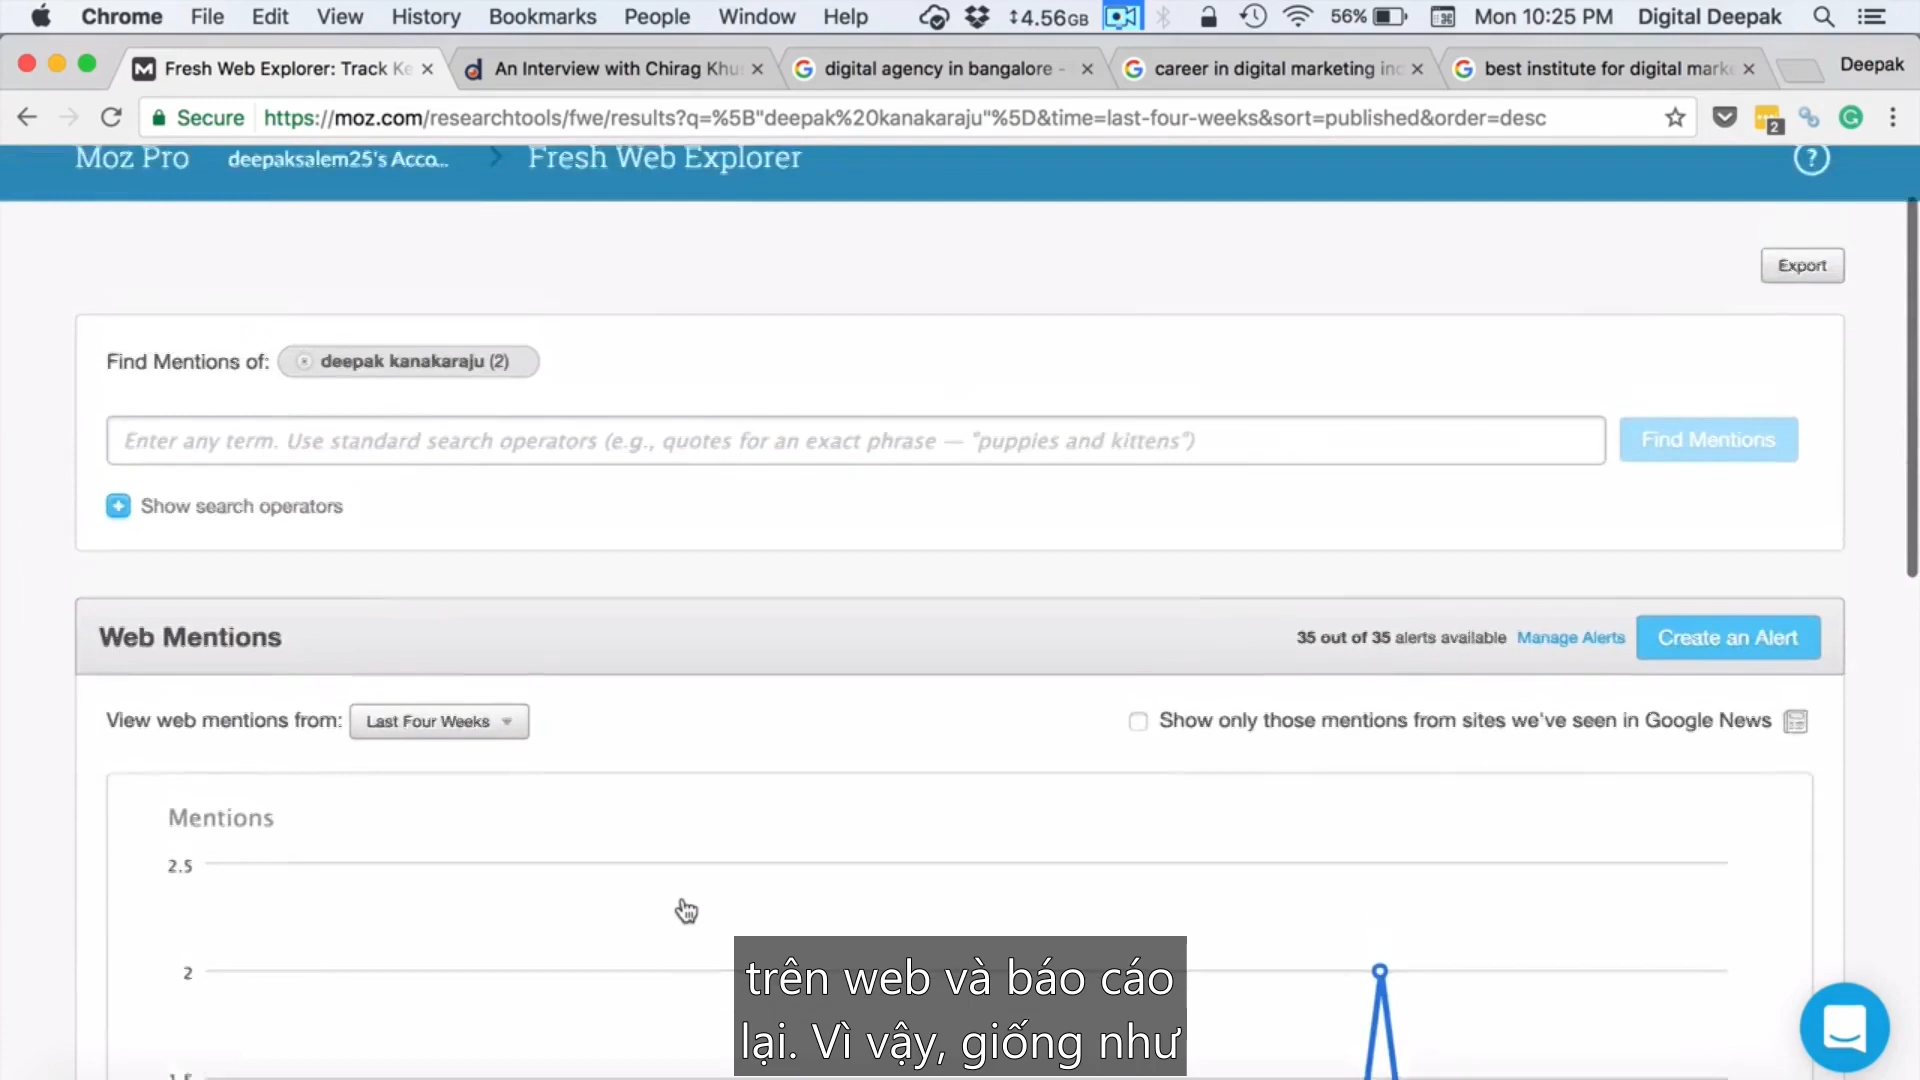 Chrome File Edit View History Bookmarks People Window Help 4.56GB 56% Mon 10:25 PM Digital Deepak
Fresh Web Explorer: Track Ke An Interview with Chirag Khu digital agency in bangalore - career in digital marketing inc best institute for digital marke Deepak
Secure https://moz.com/researchtools/fwe/results?q=%5B"deepak%20kanakaraju"%5D&time=last-four-weeks&sort=published&order=desc 2
Moz Pro deepaksalem25's Acco... Fresh Web Explorer ?
Export
Find Mentions of: deepak kanakaraju (2)
Enter any term. Use standard search operators (e.g., quotes for an exact phrase — "puppies and kittens") Find Mentions
Show search operators
Web Mentions 35 out of 35 alerts available Manage Alerts Create an Alert
View web mentions from: Last Four Weeks Show only those mentions from sites we've seen in Google News
Mentions
2.5
2
1.5
trên web và báo cáo
lại. Vì vậy, giống như